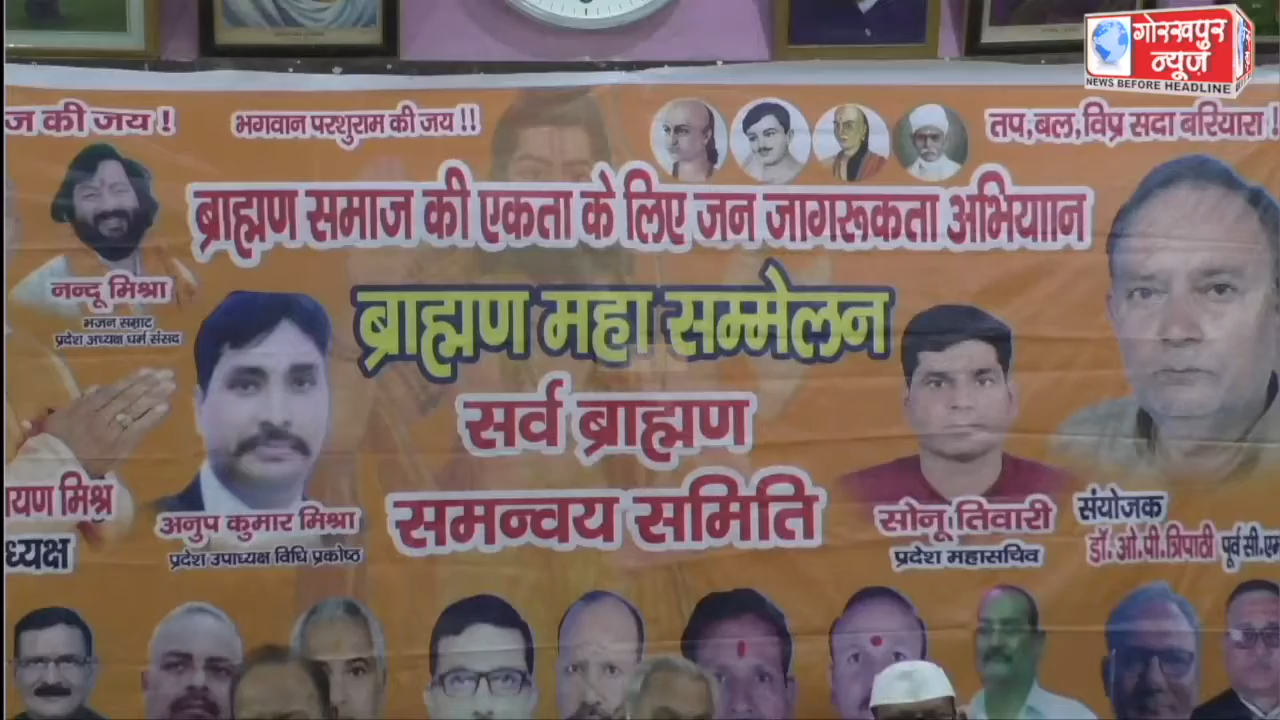 गोरखपुर
न्यूज़
NEWS BEFORE HEADLINE
की जय !
भगवान परशुराम की जय !!
तप,बल,विप्र सदा बरियारा !
ब्राह्मण समाज की एकता के लिए जन जागरूकता अभियाान
ब्राह्मण महा सम्मेलन
सर्व ब्राह्मण
समन्वय समिति
नन्दू मिश्रा
भजन सम्राट
प्रदेश अध्यक्ष धर्म संसद
यण मिश्र
ध्यक्ष
अनुप कुमार मिश्रा
प्रदेश उपाध्यक्ष विधि प्रकोष्ठ
सोनू तिवारी
प्रदेश महासचिव
संयोजक
डॉ. ओ.पी. त्रिपाठी पूर्व सी.एम